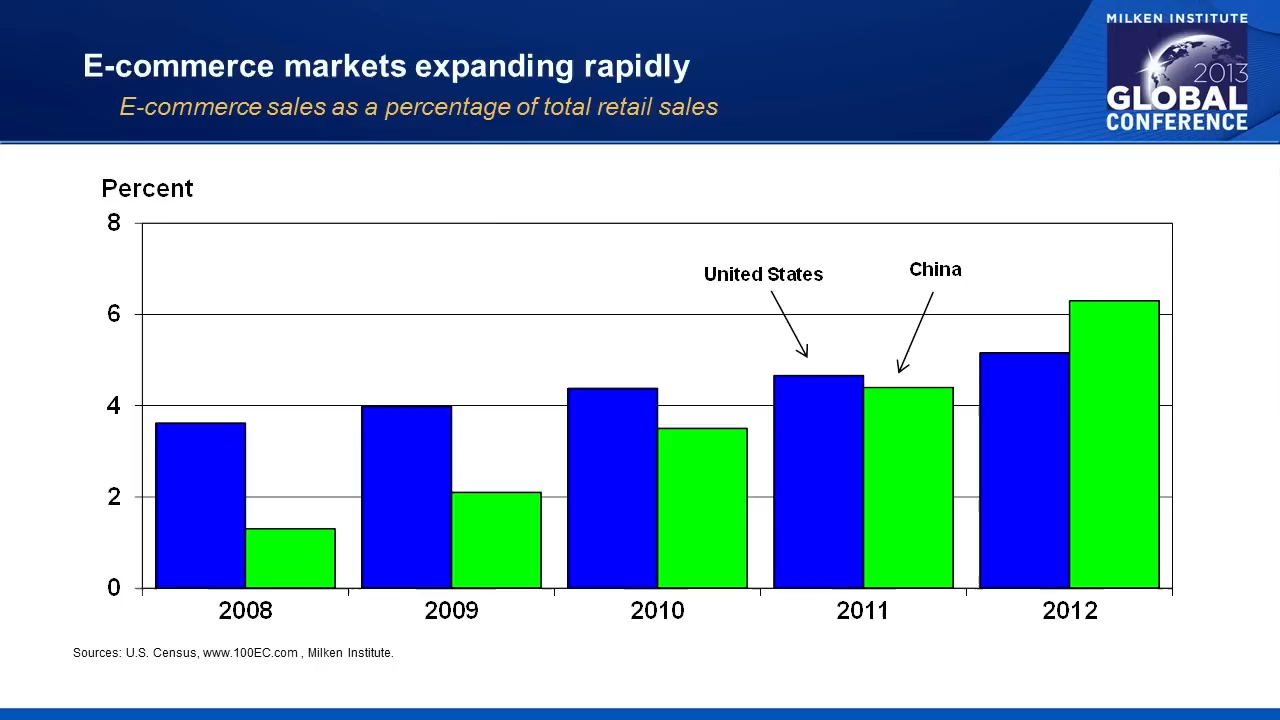 MILKEN INSTITUTE
2013
GLOBAL
CONFERENCE
E-commerce markets expanding rapidly
E-commerce sales as a percentage of total retail sales
Percent
8
6
4
2
0
United States
China
2008 2009 2010 2011 2012
Sources: U.S. Census, www.100EC.com , Milken Institute.